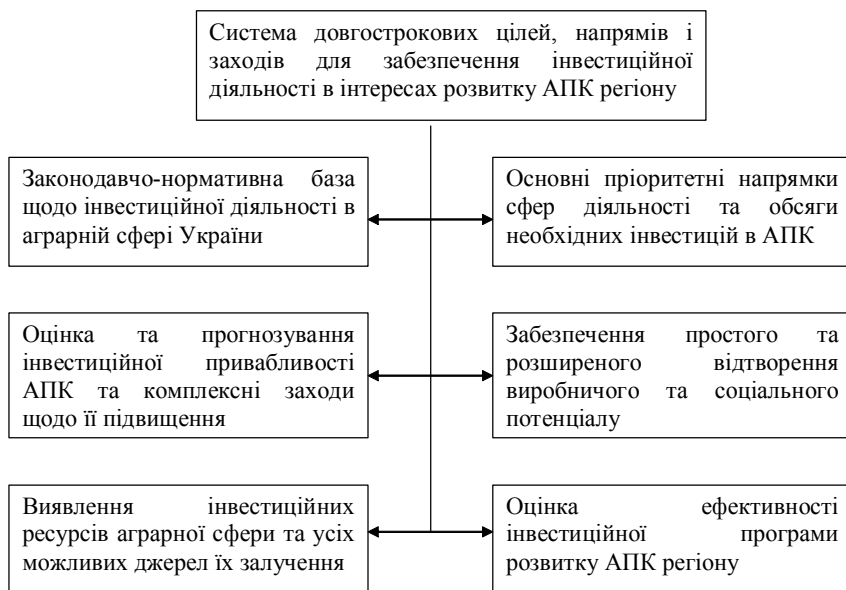 Система довгострокових цілей, напрямів і
заходів для забезпечення інвестиційної
діяльності в інтересах розвитку АПК регіону
Законодавчо-нормативна база
щодо інвестиційної діяльності в
аграрній сфері України
Основні пріоритетні напрямки
сфер діяльності та обсяги
необхідних інвестицій в АПК
Оцінка та прогнозування
інвестиційної привабливості
АПК та комплексні заходи
щодо її підвищення
Забезпечення простого та
розширеного відтворення
виробничого та соціального
потенціалу
Виявлення інвестиційних
ресурсів аграрної сфери та усіх
можливих джерел їх залучення
Оцінка ефективності
інвестиційної програми
розвитку АПК регіону